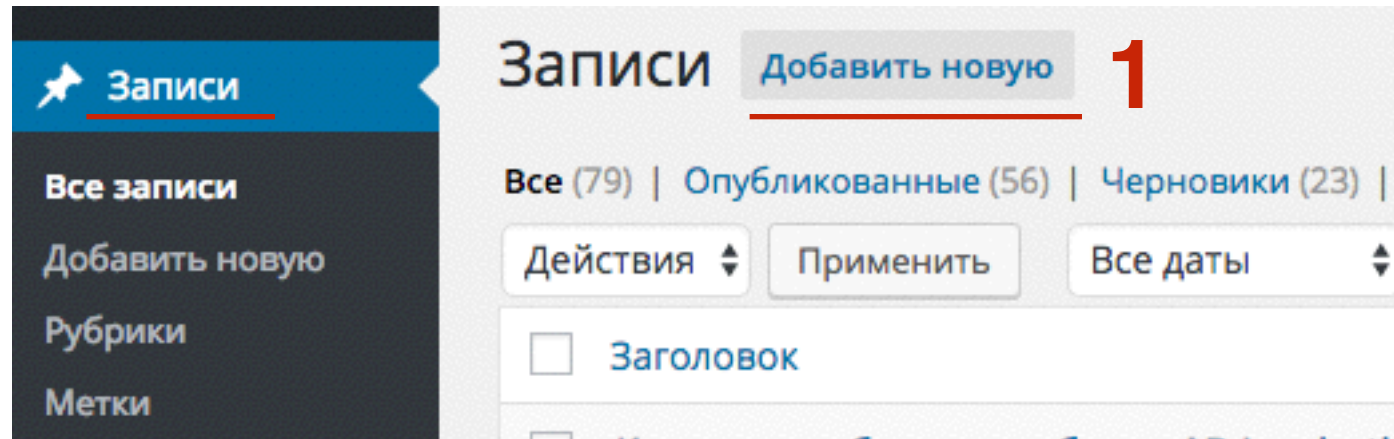 Записи
Все записи
Добавить новую
Рубрики
Метки
Записи Добавить новую 1
Все (79) | Опубликованные (56) | Черновики (23) |
Действия Применить Все даты
Заголовок